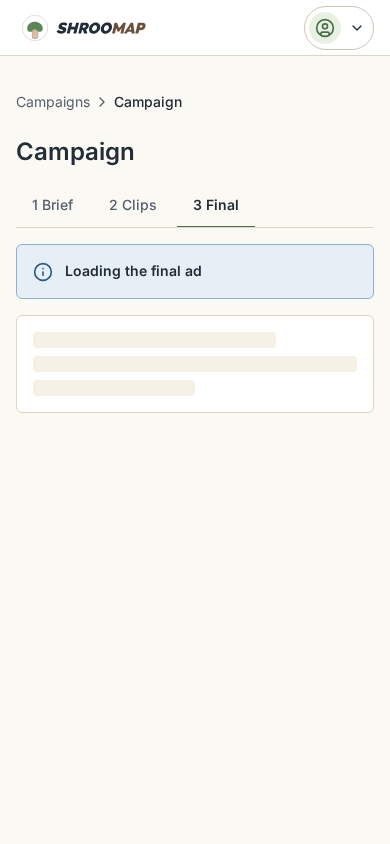 SHROOMAP
Campaigns > Campaign
Campaign
1 Brief 2 Clips 3 Final
Loading the final ad